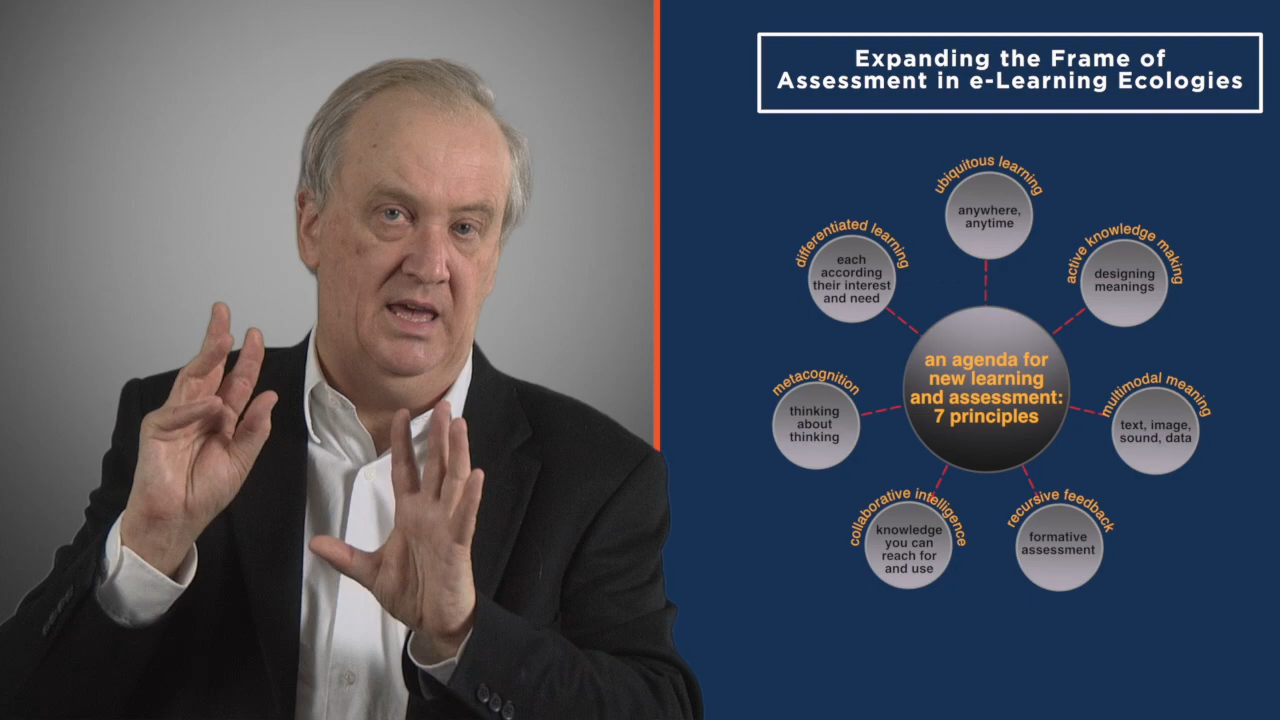 Expanding the Frame of
Assessment in e-Learning Ecologies
ubiquitous learning
anywhere,
anytime
differentiated learning
each
according
their interest
and need
active knowledge making
designing
meanings
an agenda for
new learning
and assessment:
7 principles
metacognition
thinking
about
thinking
multimodal meaning
text, image,
sound, data
collaborative intelligence
knowledge
you can
reach for
and use
recursive feedback
formative
assessment